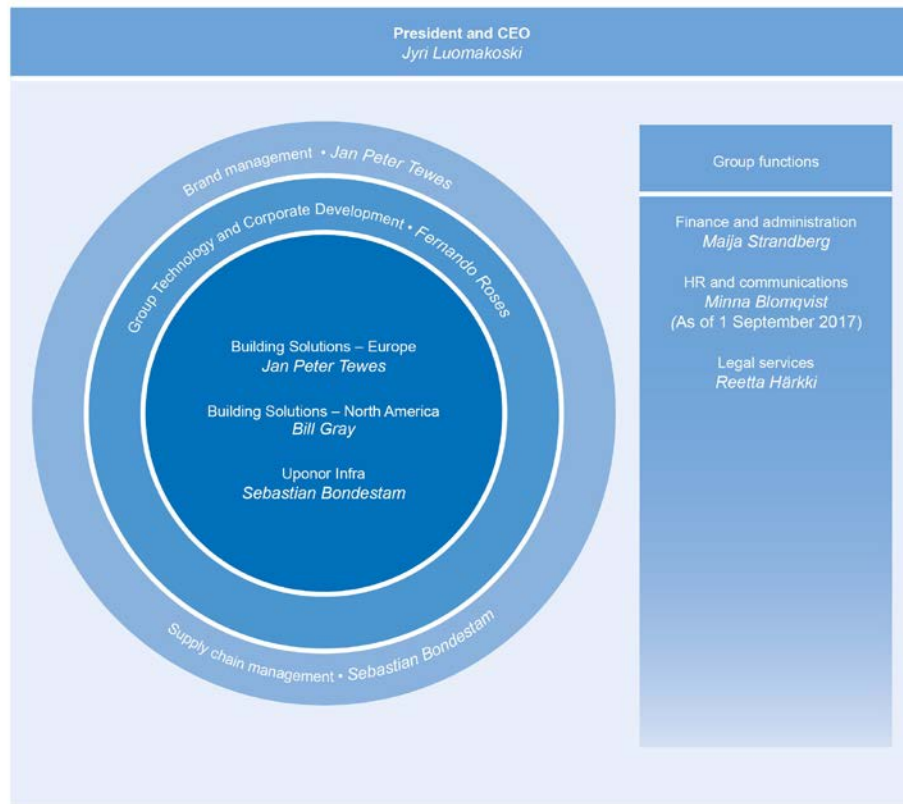 President and CEO
Jyri Luomakoski
Brand management • Jan Peter Tewes
Group Technology and Corporate Development • Fernando Roses
Building Solutions – Europe
Jan Peter Tewes
Building Solutions – North America
Bill Gray
Uponor Infra
Sebastian Bondestam
Supply chain management • Sebastian Bondestam
Group functions
Finance and administration
Maija Strandberg
HR and communications
Minna Blomqvist
(As of 1 September 2017)
Legal services
Reetta Härkki